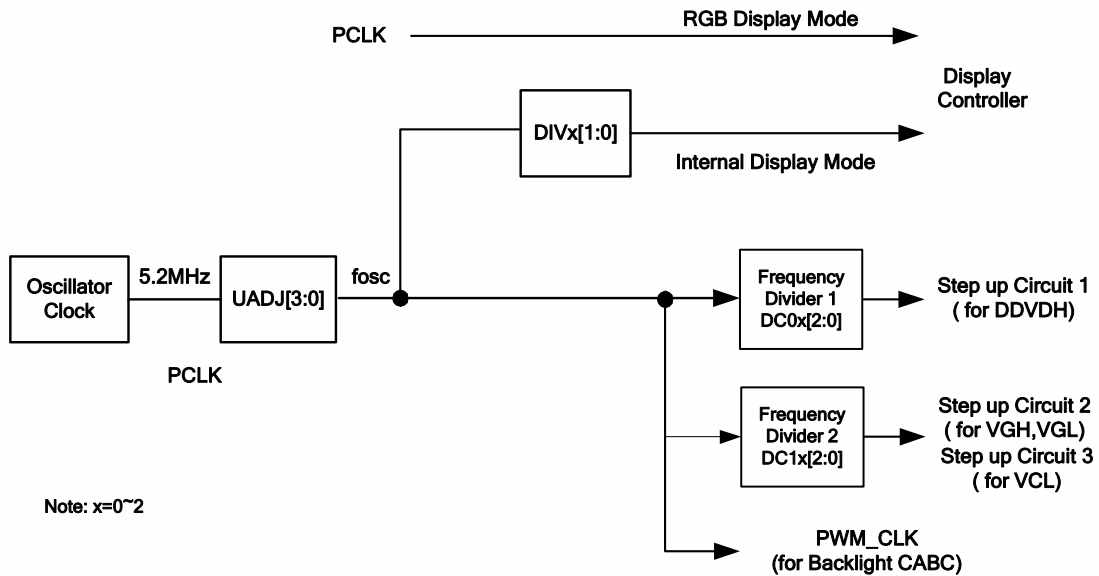 RGB Display Mode
PCLK
Display
Controller
DIVx[1:0]
Internal Display Mode
Oscillator
Clock
5.2MHz
UADJ[3:0]
fosc
PCLK
Frequency
Divider 1
DC0x[2:0]
Step up Circuit 1
( for DDVDH)
Frequency
Divider 2
DC1x[2:0]
Step up Circuit 2
( for VGH,VGL)
Step up Circuit 3
( for VCL)
Note: x=0~2
PWM_CLK
(for Backlight CABC)